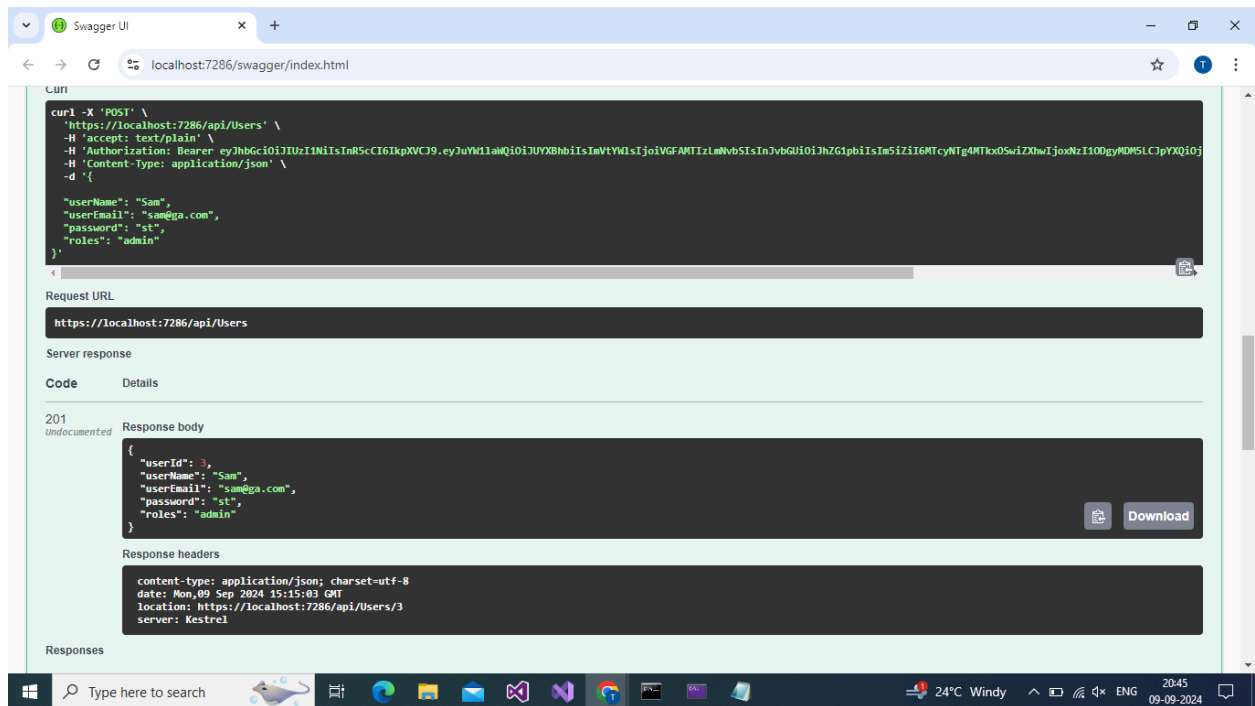 Swagger UI
localhost:7286/swagger/index.html
T
Curl
curl -X 'POST' \
'https://localhost:7286/api/Users' \
-H 'accept: text/plain' \
-H 'Authorization: Bearer
-H 'Content-Type: application/json' \
-d '{
"userName": "Sam",
"userEmail": "sam@ga.com",
"password": "st",
"roles": "admin"
}'
Request URL
https://localhost:7286/api/Users
Server response
Code Details
201
Undocumented
Response body
{
"userId": 3,
"userName": "Sam",
"userEmail": "sam@ga.com",
"password": "st",
"roles": "admin"
}
Download
Response headers
content-type: application/json; charset=utf-8
date: Mon,09 Sep 2024 15:15:03 GMT
location: https://localhost:7286/api/Users/3
server: Kestrel
Responses
Type here to search
24°C Windy
ENG
20:45
09-09-2024